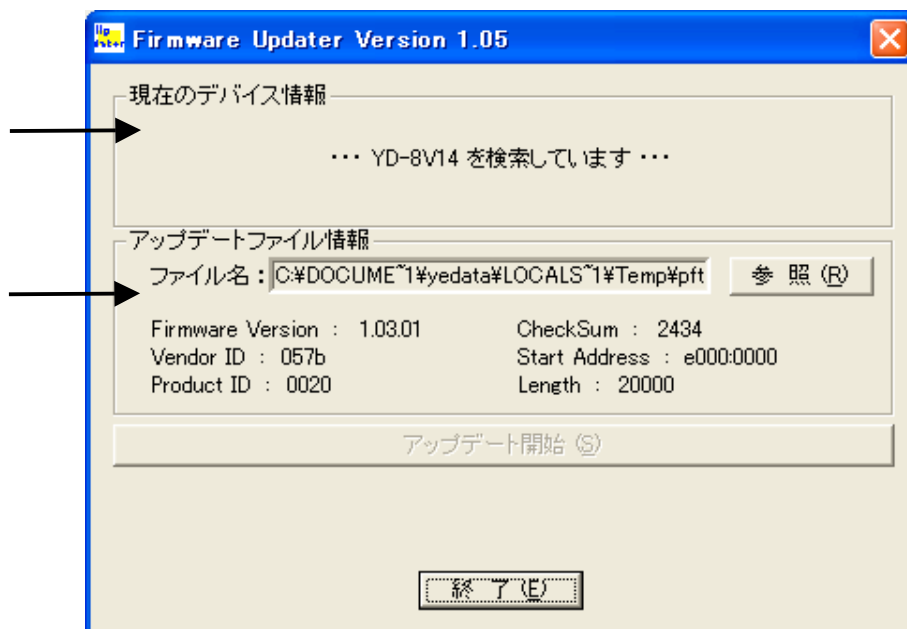 Up
dater
Firmware Updater Version 1.05
現在のデバイス情報
･･･ YD-8V14 を検索しています ･･･
アップデートファイル情報
ファイル名：C:¥DOCUME~1¥yedata¥LOCALS~1¥Temp¥pft 参 照 (R)
Firmware Version : 1.03.01 CheckSum : 2434
Vendor ID : 057b Start Address : e000:0000
Product ID : 0020 Length : 20000
アップデート開始 (S)
終 了 (E)